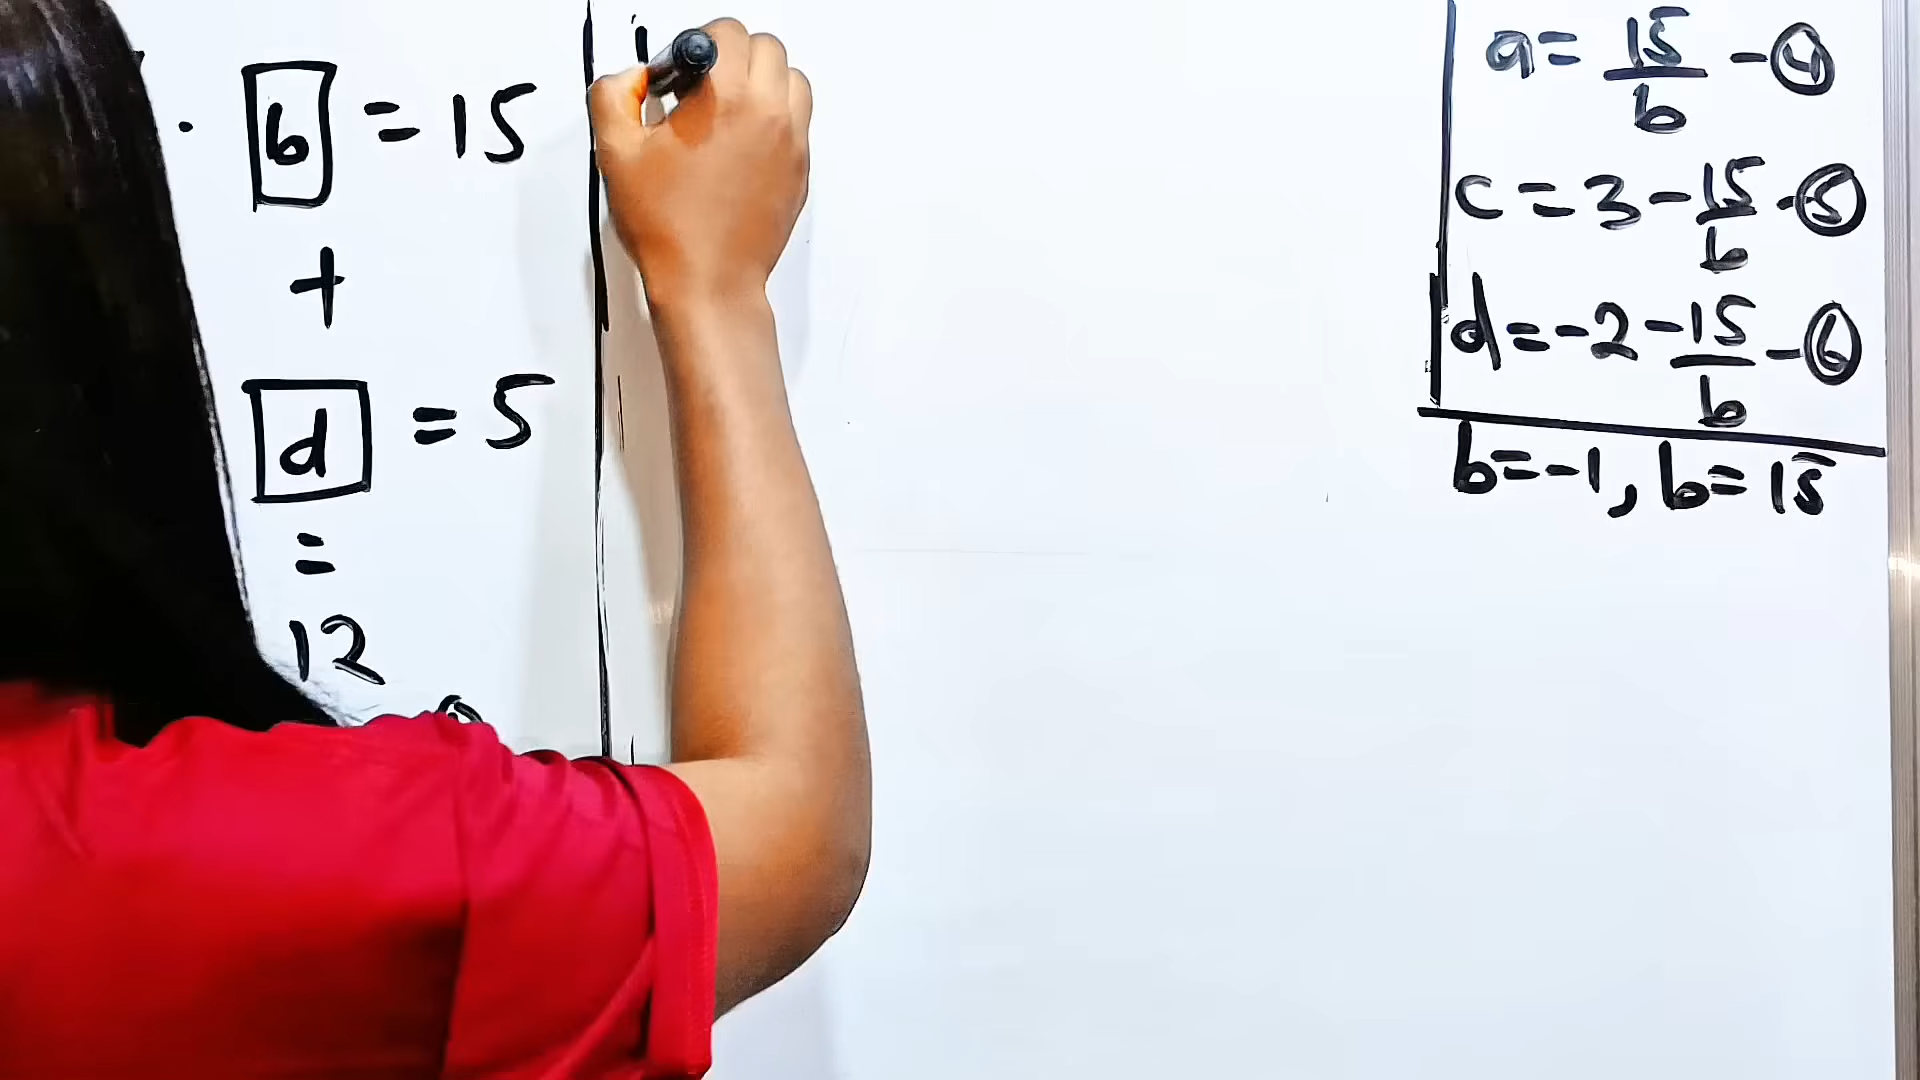 · b = 15
+
d = 5
=
12
a = 15/b - ④
c = 3 - 15/b - ⑤
d = -2 - 15/b - ⑥
b = -1, b = 15